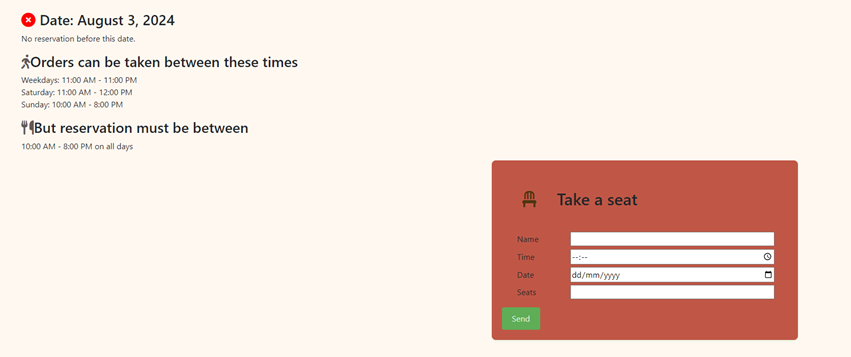 Date: August 3, 2024
No reservation before this date.
Orders can be taken between these times
Weekdays: 11:00 AM - 11:00 PM
Saturday: 11:00 AM - 12:00 PM
Sunday: 10:00 AM - 8:00 PM
But reservation must be between
10:00 AM - 8:00 PM on all days
Take a seat
Name
Time --:--
Date dd/mm/yyyy
Seats
Send